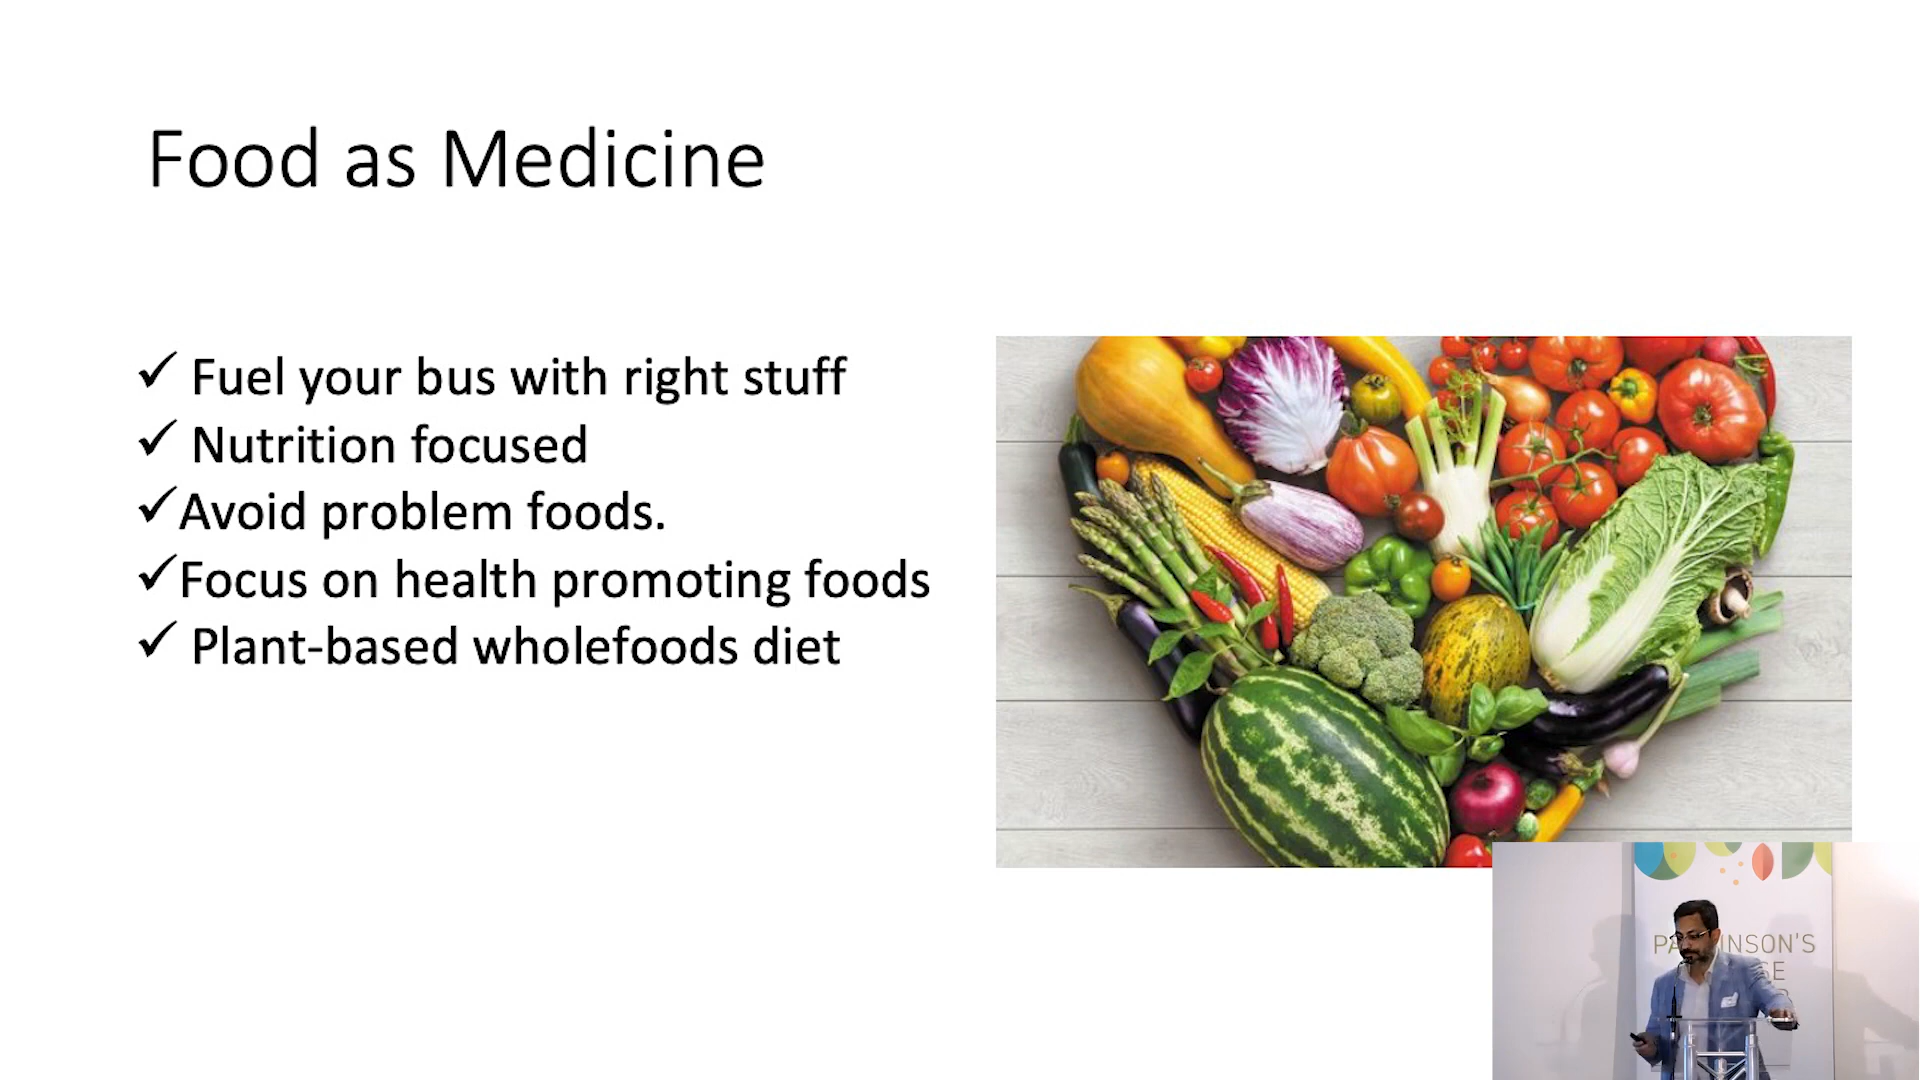 Food as Medicine
✓ Fuel your bus with right stuff
✓ Nutrition focused
✓Avoid problem foods.
✓Focus on health promoting foods
✓ Plant-based wholefoods diet